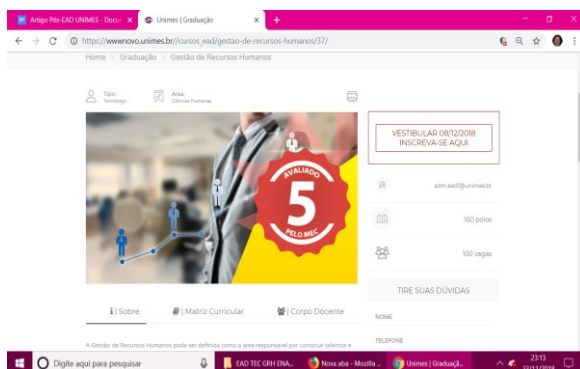 Artigo Pós-EAD UNIMES - Docu
Unimes | Graduação
https://wwwnovo.unimes.br//cursos_ead/gestao-de-recursos-humanos/37/
Home > Graduação > Gestão de Recursos Humanos
Tipo:
Tecnólogo
Área:
Ciências Humanas
VESTIBULAR 08/12/2018
INSCREVA-SE AQUI
AVALIADO
5
PELO MEC
adm.ead1@unimes.br
160 pólos
100 vagas
TIRE SUAS DÚVIDAS
i | Sobre
| Matriz Curricular
| Corpo Docente
NOME
A Gestão de Recursos Humanos pode ser definida como a área responsável por construir talentos e
TELEFONE
Digite aqui para pesquisar
EAD TEC GRH ENA...
Nova aba - Mozilla ...
Unimes | Graduaçã...
23:13